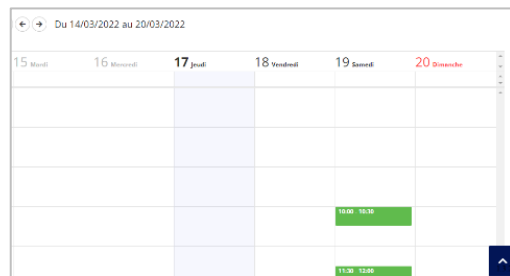 Du 14/03/2022 au 20/03/2022
15 Mardi 16 Mercredi 17 Jeudi 18 Vendredi 19 Samedi 20 Dimanche
10:00 10:30
11:30 12:00